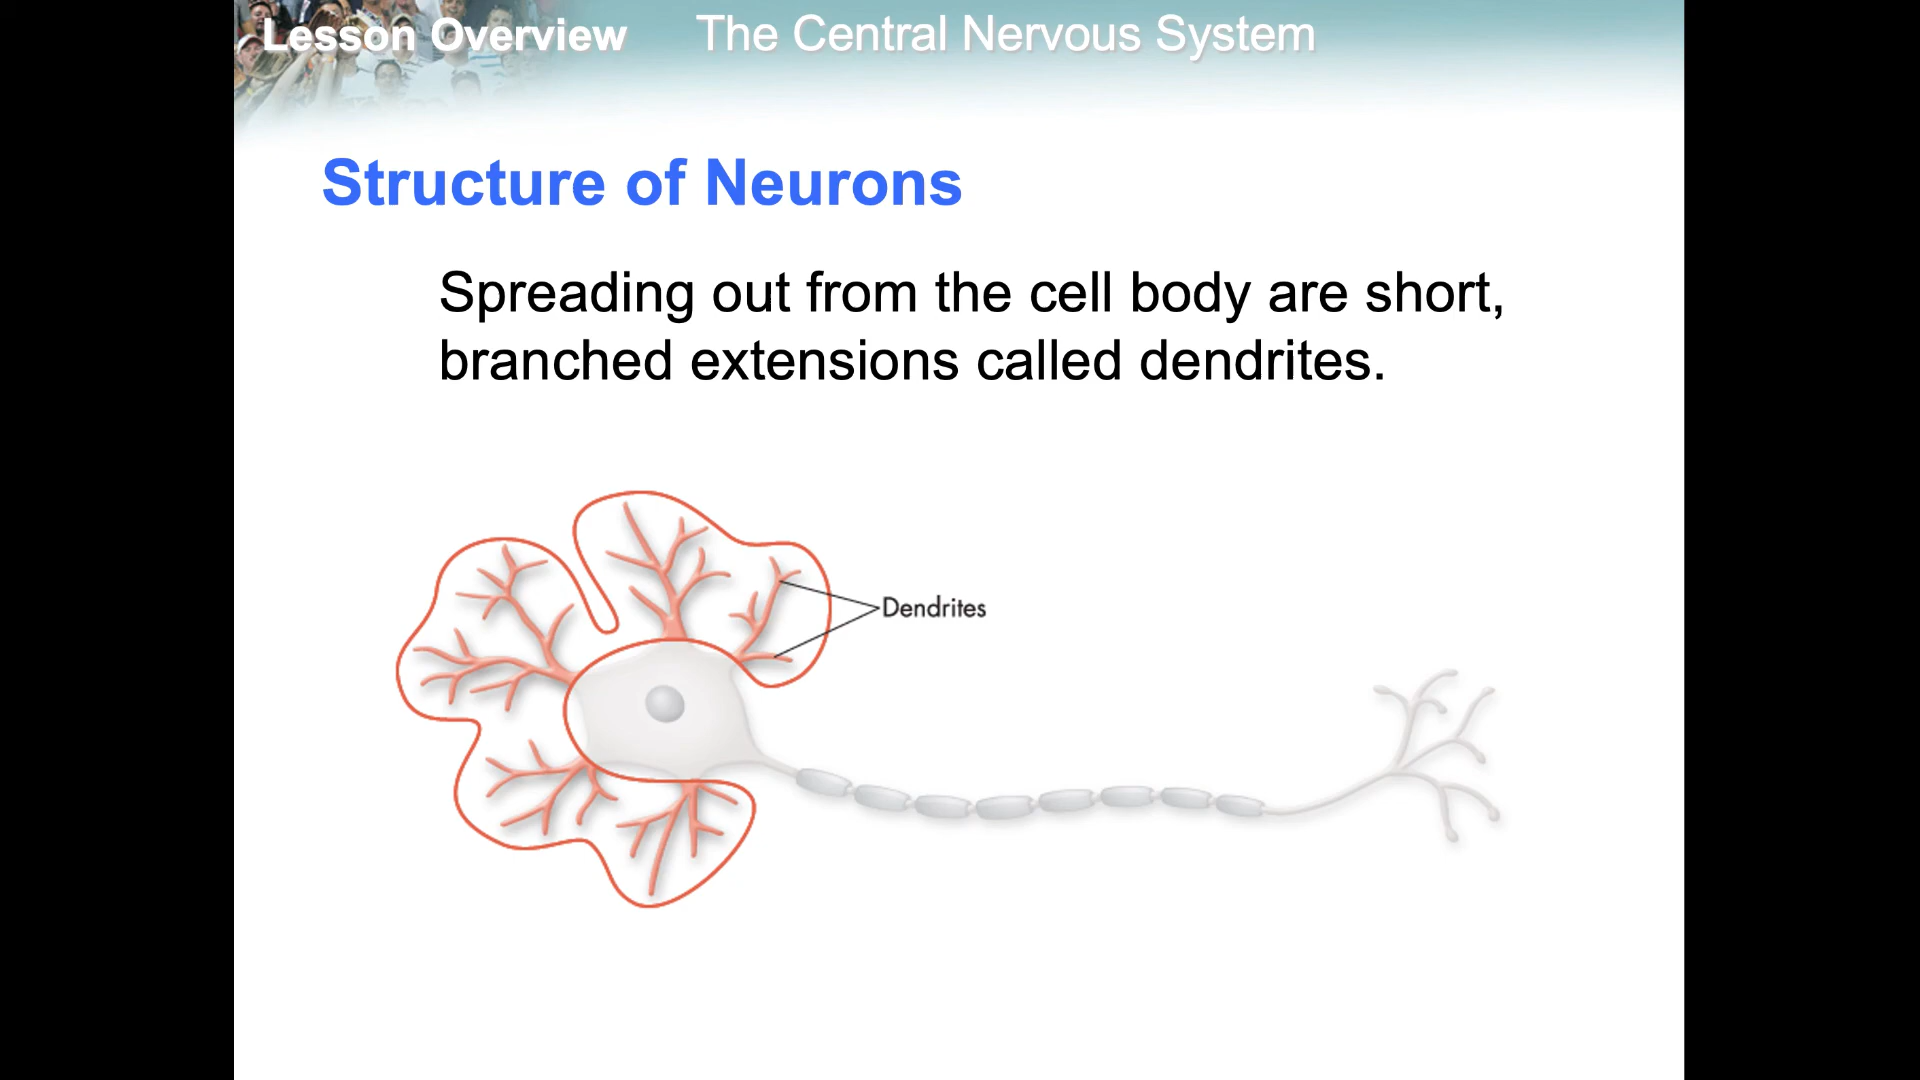 Lesson Overview The Central Nervous System
Structure of Neurons
Spreading out from the cell body are short,
branched extensions called dendrites.
Dendrites